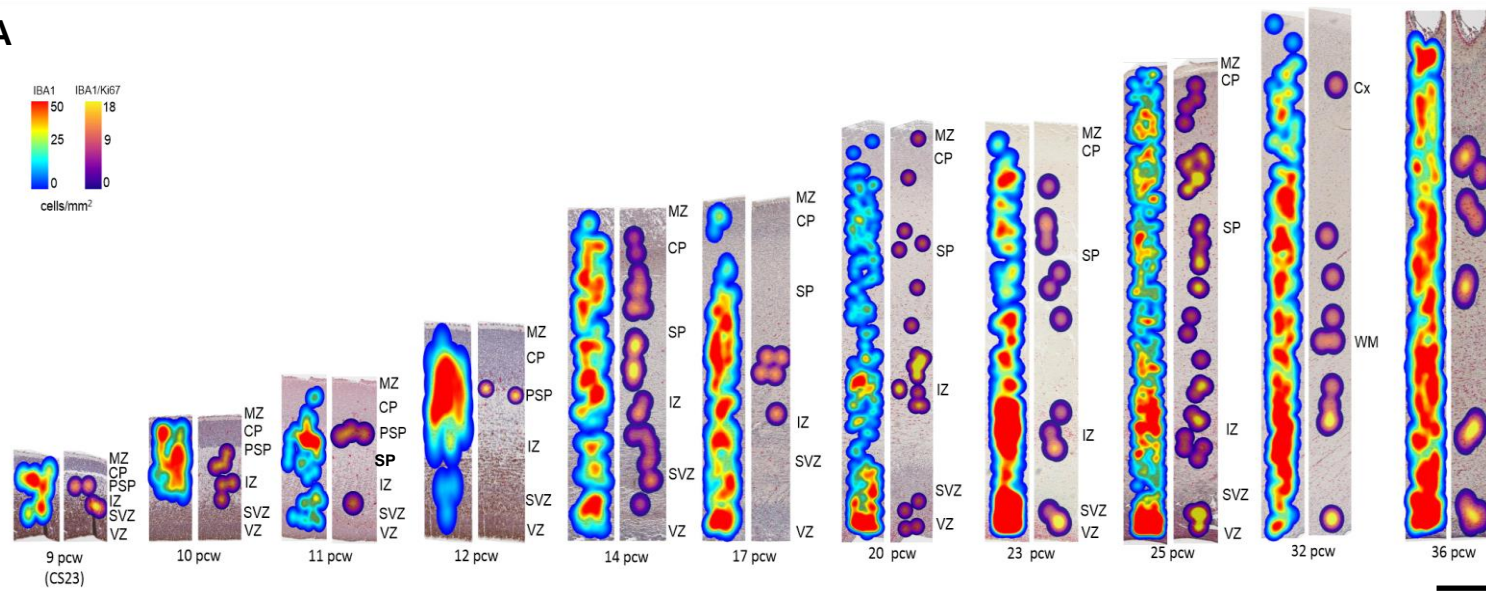 A
IBA1 IBA1/Ki67
50 18
25 9
0 0
cells/mm²
MZ
CP
PSP
IZ
SVZ
VZ
9 pcw
(CS23)
MZ
CP
PSP
IZ
SVZ
VZ
10 pcw
MZ
CP
PSP
SP
IZ
SVZ
VZ
11 pcw
MZ
CP
PSP
IZ
SVZ
VZ
12 pcw
MZ
CP
SP
IZ
SVZ
VZ
14 pcw
MZ
CP
SP
IZ
SVZ
17 pcw
MZ
CP
SP
IZ
SVZ
VZ
20 pcw
MZ
CP
SP
IZ
SVZ
VZ
23 pcw
MZ
CP
SP
IZ
SVZ
VZ
25 pcw
Cx
WM
32 pcw
36 pcw